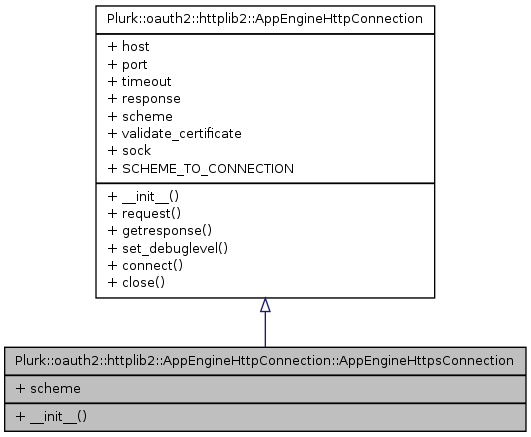 Plurk::oauth2::httplib2::AppEngineHttpConnection
+ host
+ port
+ timeout
+ response
+ scheme
+ validate_certificate
+ sock
+ SCHEME_TO_CONNECTION
+ __init__()
+ request()
+ getresponse()
+ set_debuglevel()
+ connect()
+ close()
Plurk::oauth2::httplib2::AppEngineHttpConnection::AppEngineHttpsConnection
+ scheme
+ __init__()